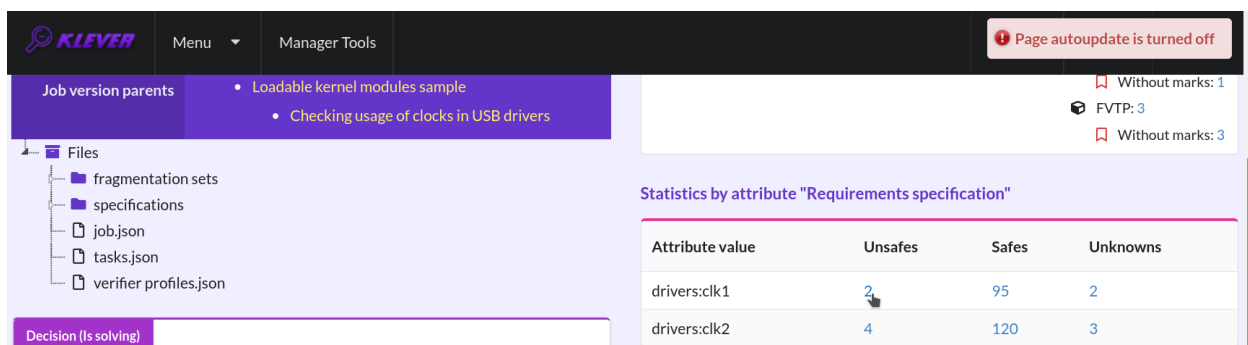 KLEVER
Menu
Manager Tools
Page autoupdate is turned off
Job version parents
Loadable kernel modules sample
Checking usage of clocks in USB drivers
Files
fragmentation sets
specifications
job.json
tasks.json
verifier profiles.json
Decision (Is solving)
Without marks: 1
FVTP: 3
Without marks: 3
Statistics by attribute "Requirements specification"
Attribute value Unsafes Safes Unknowns
drivers:clk1 2 95 2
drivers:clk2 4 120 3